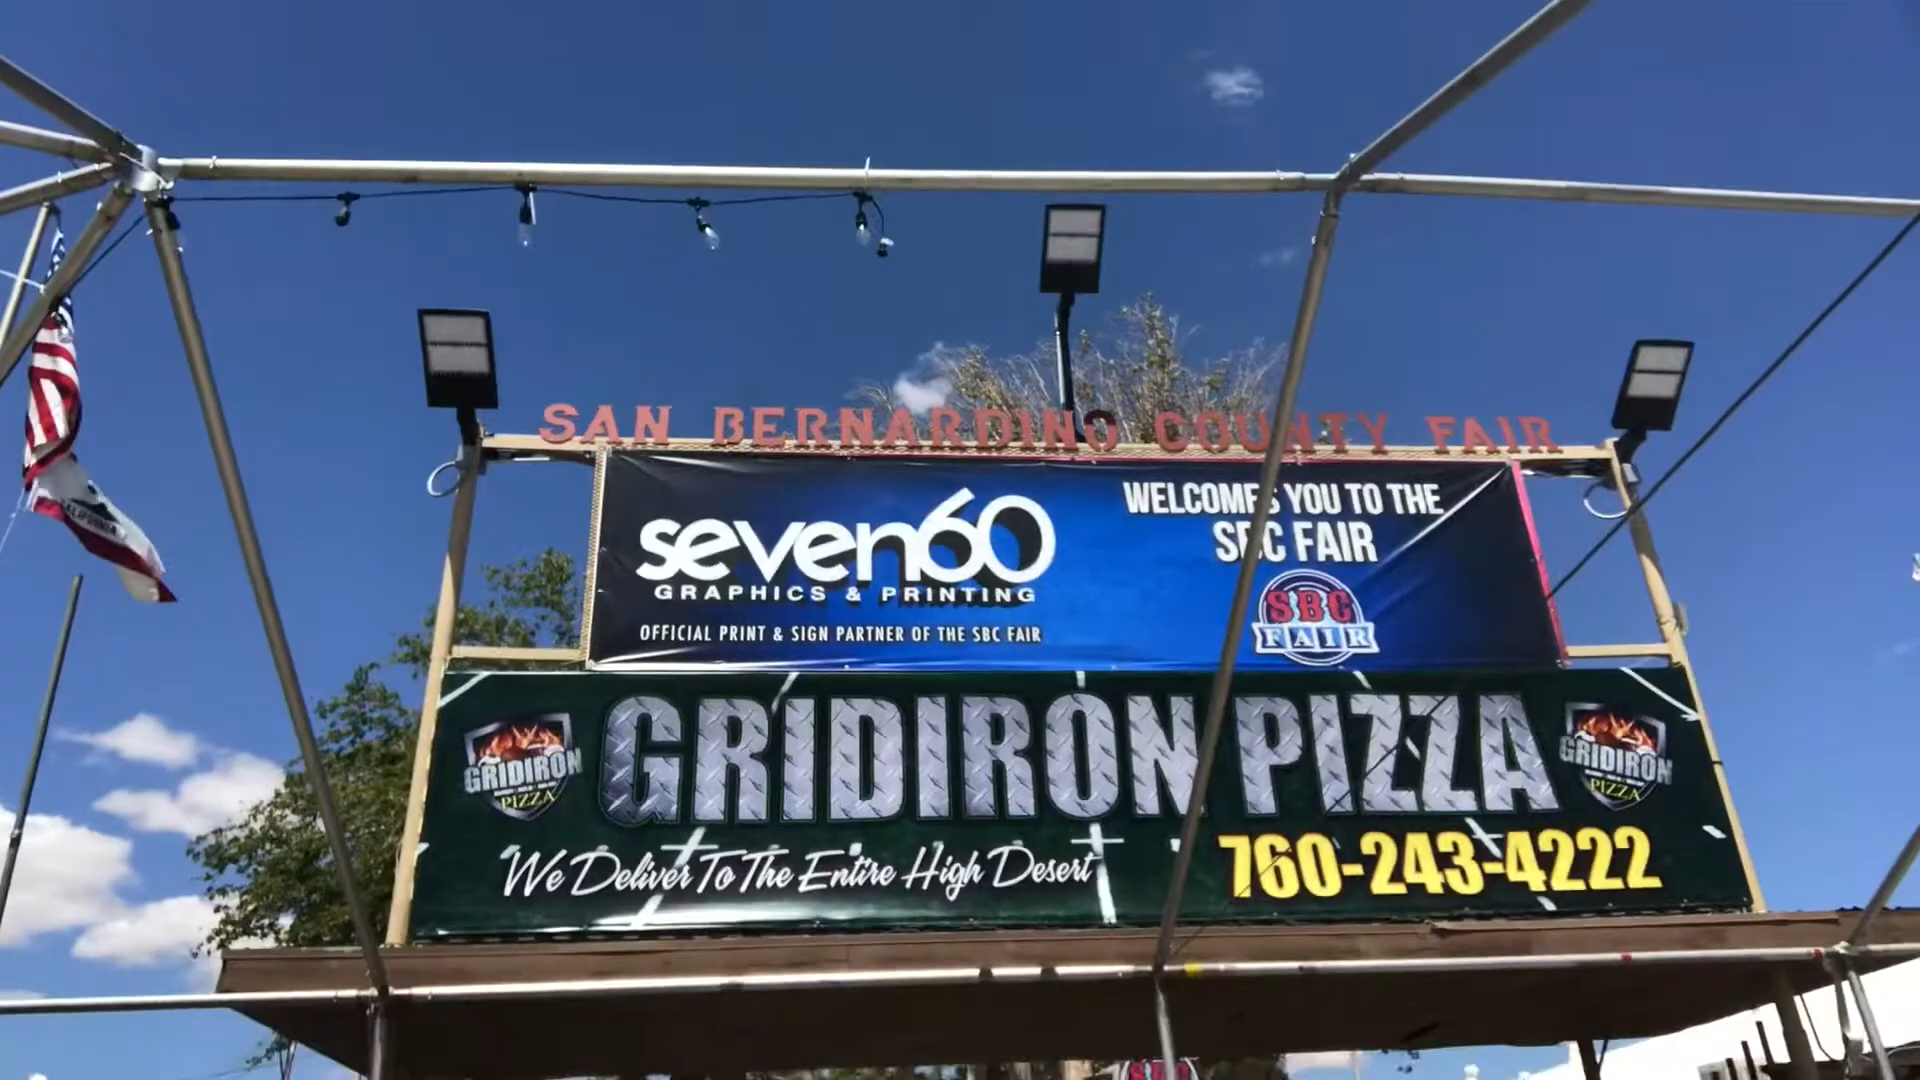 SAN BERNARDINO COUNTY FAIR
seven60
GRAPHICS & PRINTING
OFFICIAL PRINT & SIGN PARTNER OF THE SBC FAIR
WELCOMES YOU TO THE
SBC FAIR
SBC
FAIR
GRIDIRON PIZZA
GRIDIRON
PIZZA
GRIDIRON
PIZZA
We Deliver To The Entire High Desert
760-243-4222
CALIFORNIA
SBC